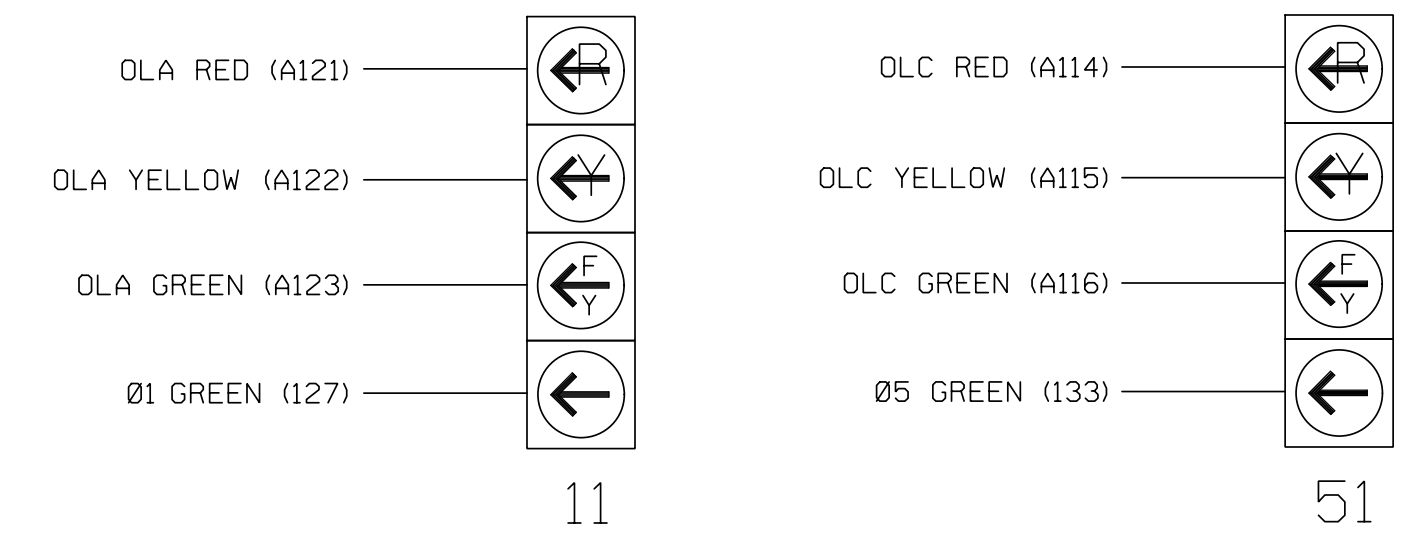 OLA RED (A121)
R
OLA YELLOW (A122)
Y
OLA GREEN (A123)
F
Y
Ø1 GREEN (127)
11
OLC RED (A114)
R
OLC YELLOW (A115)
Y
OLC GREEN (A116)
F
Y
Ø5 GREEN (133)
51